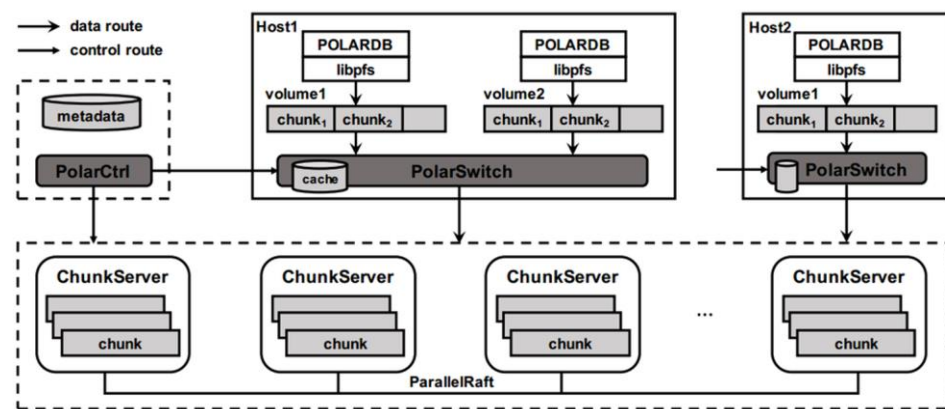 data route
control route
metadata
PolarCtrl
Host1
POLARDB
libpfs
volume1
chunk₁ chunk₂
POLARDB
libpfs
volume2
chunk₁ chunk₂
cache
PolarSwitch
Host2
POLARDB
libpfs
volume1
chunk₁ chunk₂
PolarSwitch
ChunkServer
chunk
ChunkServer
chunk
ChunkServer
chunk
...
ChunkServer
chunk
ParallelRaft